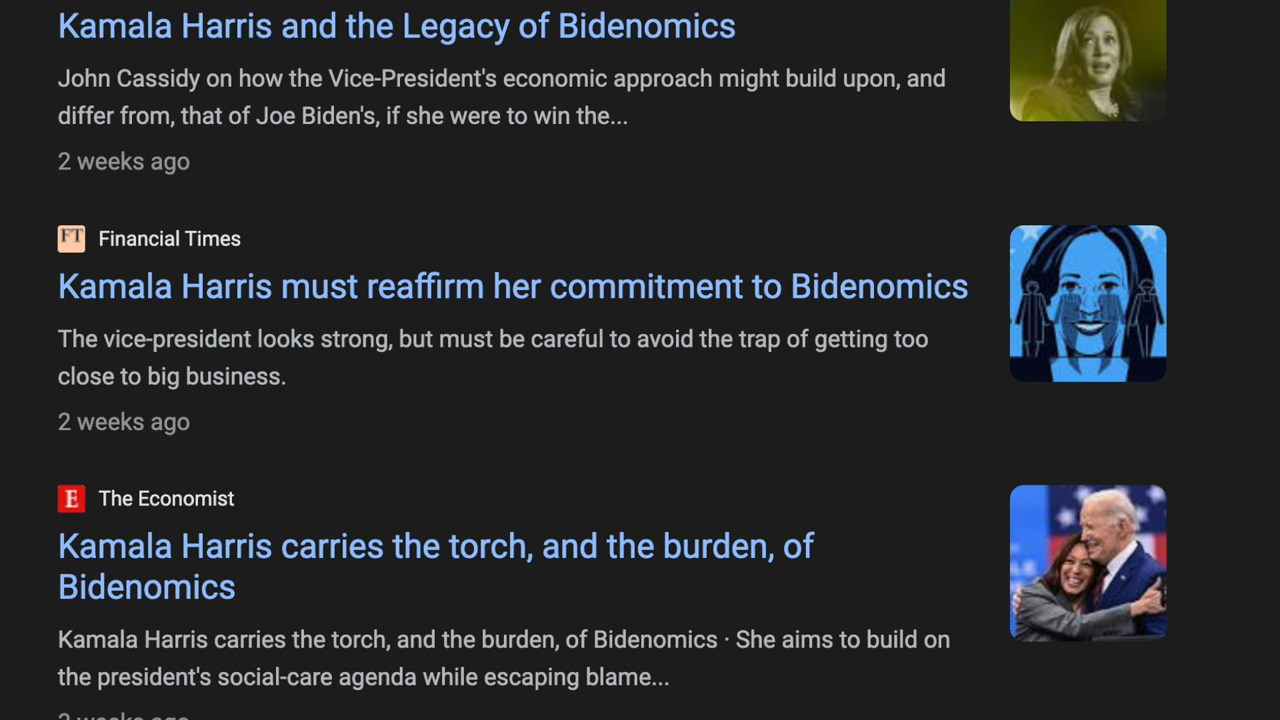 Kamala Harris and the Legacy of Bidenomics
John Cassidy on how the Vice-President's economic approach might build upon, and
differ from, that of Joe Biden's, if she were to win the...
2 weeks ago
FT Financial Times
Kamala Harris must reaffirm her commitment to Bidenomics
The vice-president looks strong, but must be careful to avoid the trap of getting too
close to big business.
2 weeks ago
E The Economist
Kamala Harris carries the torch, and the burden, of
Bidenomics
Kamala Harris carries the torch, and the burden, of Bidenomics · She aims to build on
the president's social-care agenda while escaping blame...
2 weeks ago